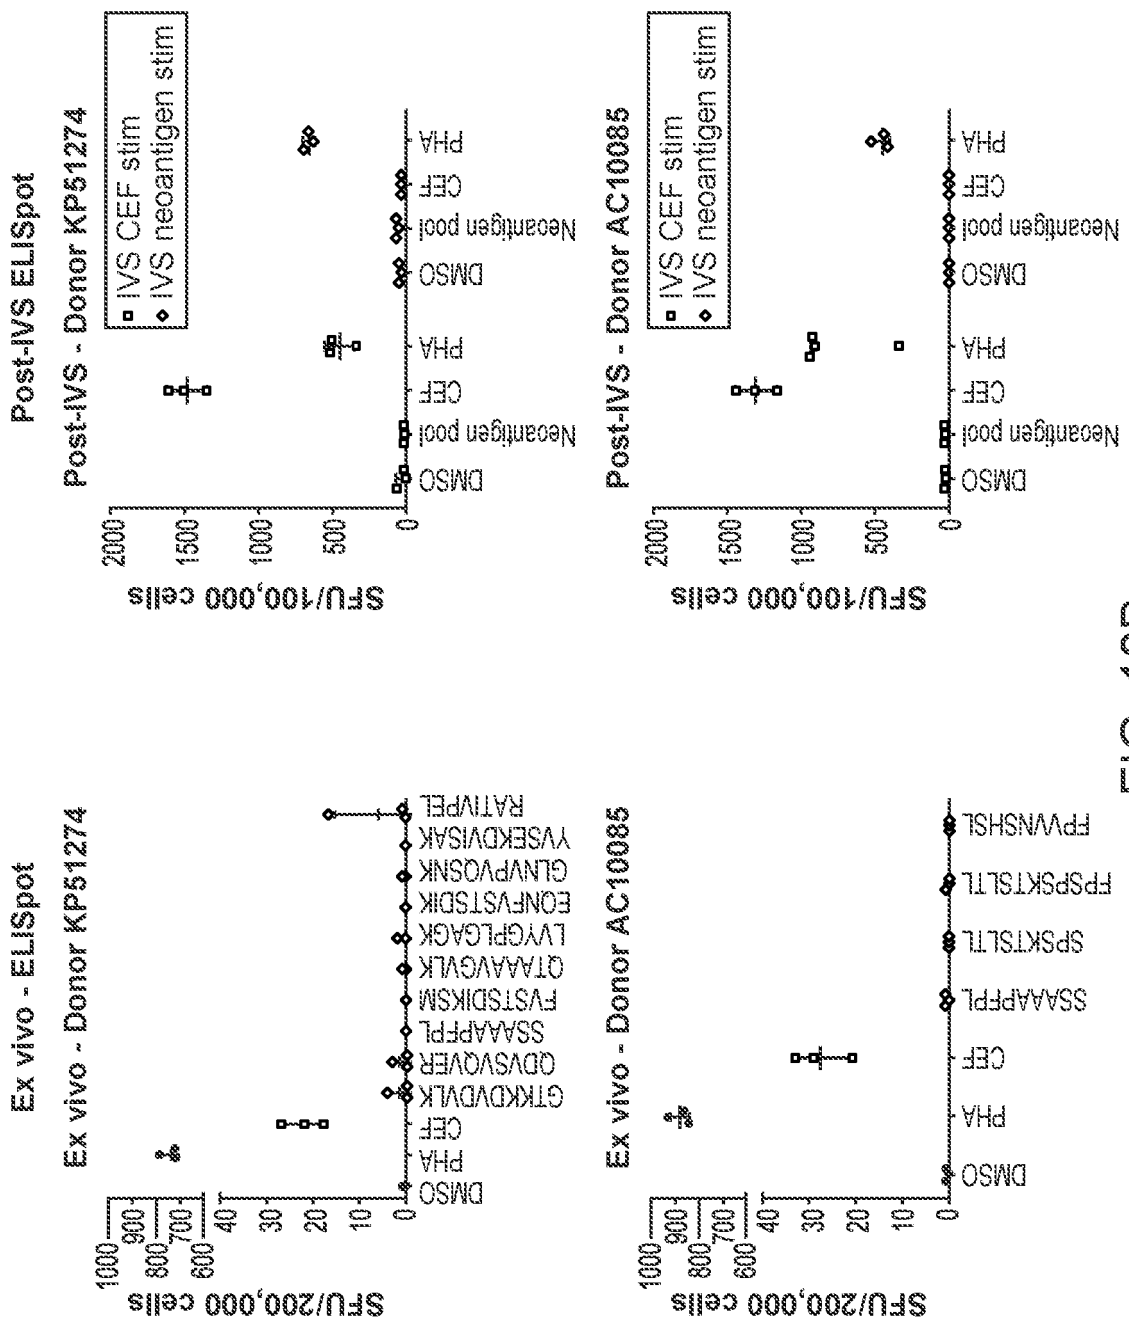 Ex vivo - ELISpot
Ex vivo - Donor KP51274
SFU/200,000 cells
1000
900
800
700
600
40
30
20
10
0
DMSO
PHA
CEF
GTKKDVDVLK
QDVSVQVER
SSAAAPFPL
FVSTSDIKSM
QTAAAVGVLK
LVYGPLGAGK
EQNFVSTSDIK
GLNVPVQSNK
YVSEKDVISAK
RATIVPEL
Ex vivo - Donor AC10085
SFU/200,000 cells
1000
900
800
700
600
40
30
20
10
0
DMSO
PHA
CEF
SSAAAPFPL
SPSKTSLTL
FPSPSKTSLTL
FPVVNSHSL
Post-IVS ELISpot
Post-IVS - Donor KP51274
IVS CEF stim
IVS neoantigen stim
SFU/100,000 cells
2000
1500
1000
500
0
DMSO
Neoantigen pool
CEF
PHA
DMSO
Neoantigen pool
CEF
PHA
Post-IVS - Donor AC10085
IVS CEF stim
IVS neoantigen stim
SFU/100,000 cells
2000
1500
1000
500
0
DMSO
Neoantigen pool
CEF
PHA
DMSO
Neoantigen pool
CEF
PHA